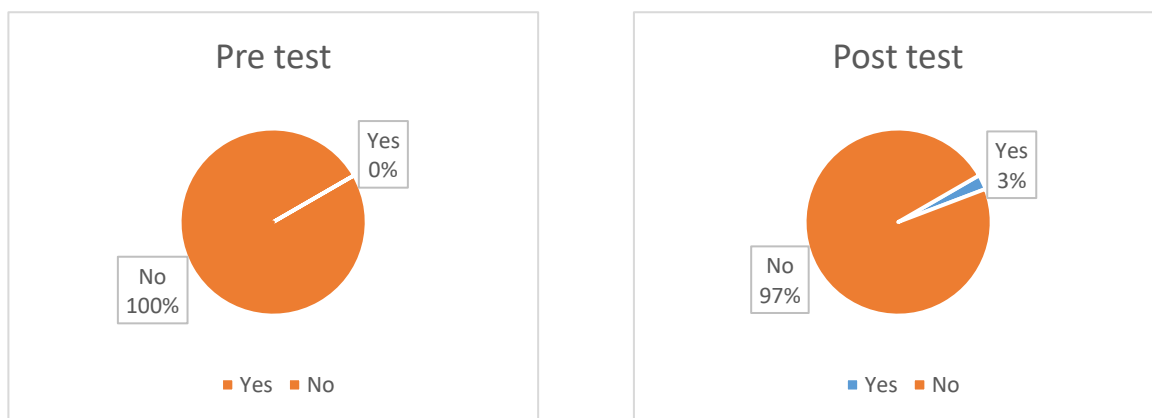 Pre test
Yes
0%
No
100%
Yes No
Post test
Yes
3%
No
97%
Yes No